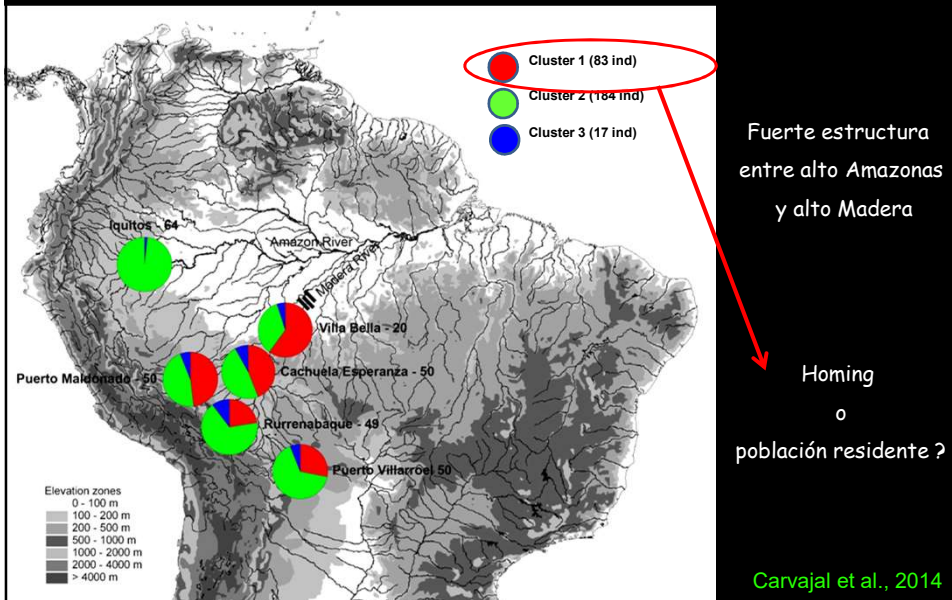 Cluster 1 (83 ind)
Cluster 2 (184 ind)
Cluster 3 (17 ind)
Fuerte estructura
entre alto Amazonas
y alto Madera
Iquitos - 64
Amazon River
Madera River
Villa Bella - 20
Puerto Maldonado - 50
Cachuela Esperanza - 50
Rurrenabaque - 49
Puerto Villarroel 50
Homing
o
población residente ?
Elevation zones
0 - 100 m
100 - 200 m
200 - 500 m
500 - 1000 m
1000 - 2000 m
2000 - 4000 m
> 4000 m
Carvajal et al., 2014